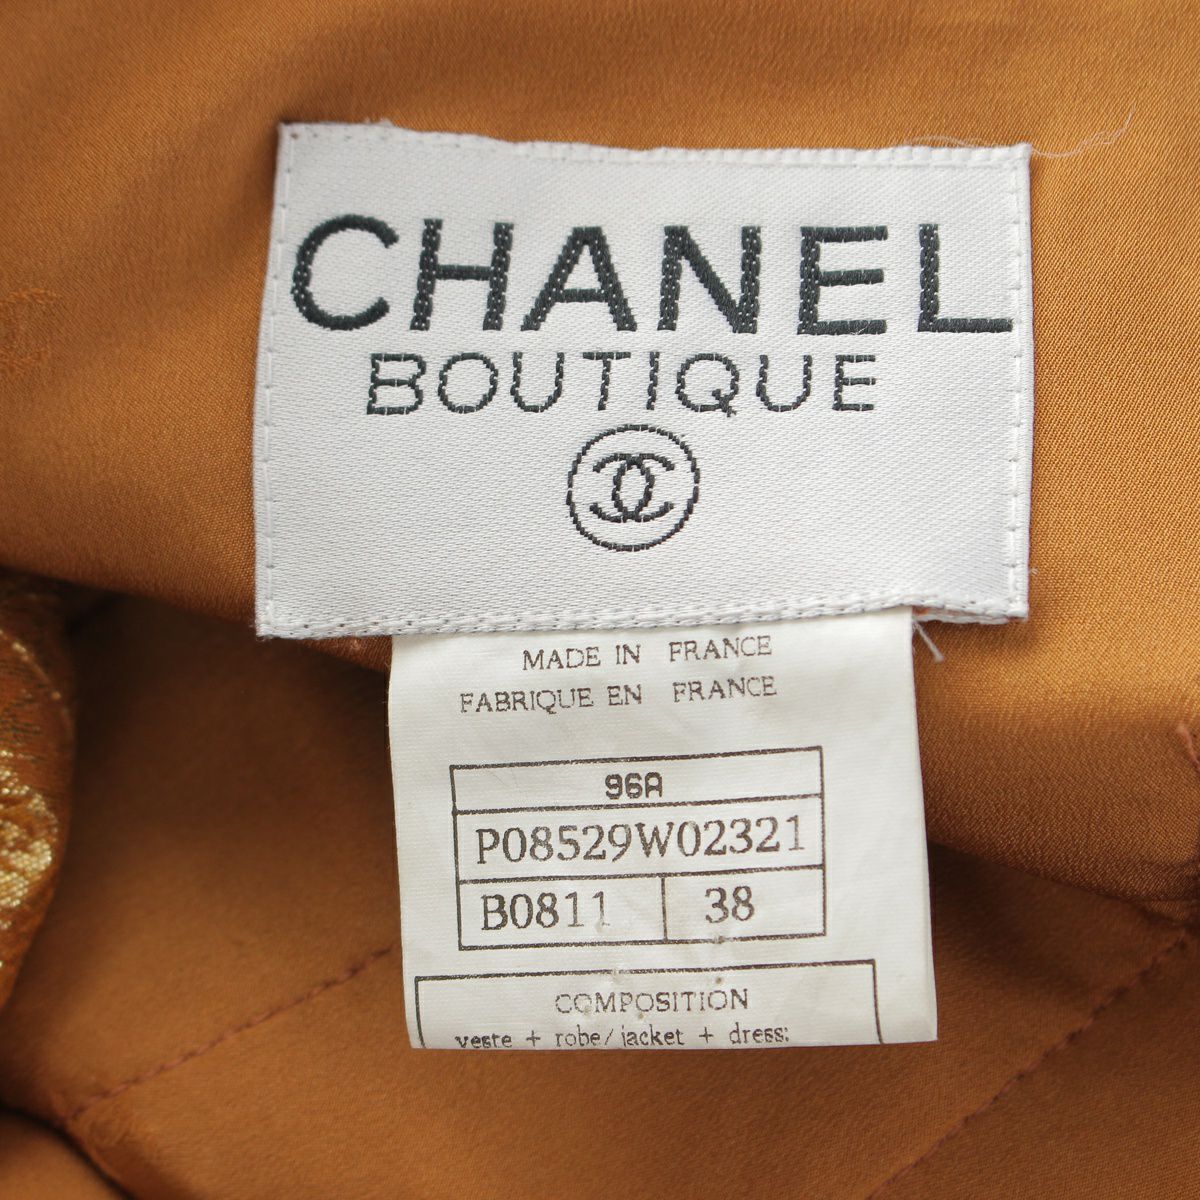 CHANEL
BOUTIQUE
MADE IN FRANCE
FABRIQUE EN FRANCE
96A
P08529W02321
B0811 38
COMPOSITION
veste + robe/ jacket + dress: